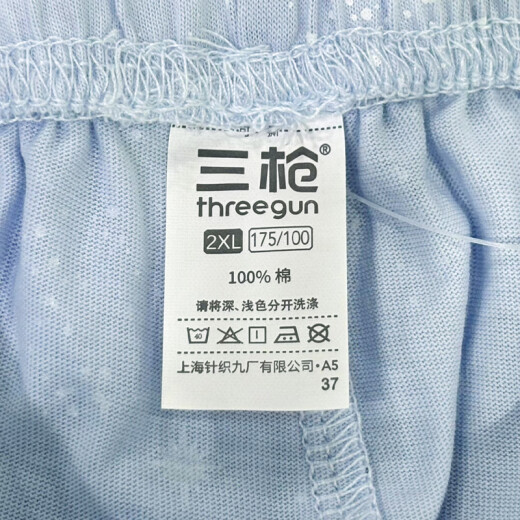 三枪®
threegun
2XL 175/100
100% 棉
请将深、浅色分开洗涤
40
上海针织九厂有限公司·A5
37